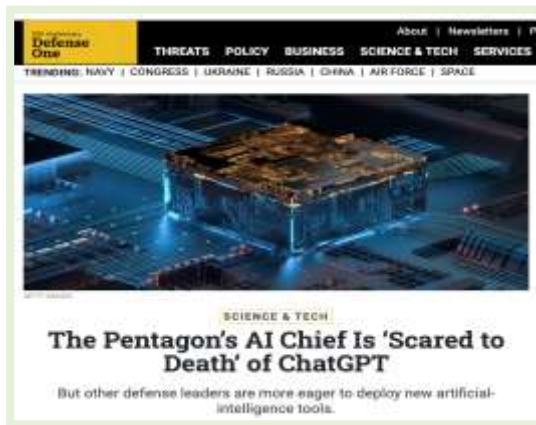 Defense
One
About | Newsletters |
THREATS POLICY BUSINESS SCIENCE & TECH SERVICES
TRENDING: NAVY | CONGRESS | UKRAINE | RUSSIA | CHINA | AIR FORCE | SPACE
SCIENCE & TECH
The Pentagon's AI Chief Is 'Scared to
Death' of ChatGPT
But other defense leaders are more eager to deploy new artificial-
intelligence tools.